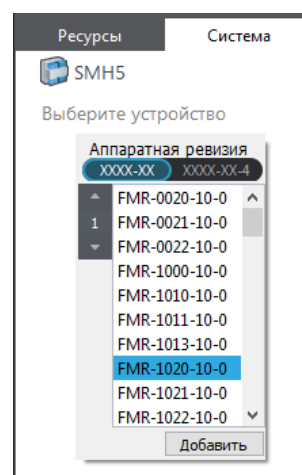 Ресурсы Система
SMH5
Выберите устройство
Аппаратная ревизия
XXXX-XX XXXX-XX-4
FMR-0020-10-0
1 FMR-0021-10-0
FMR-0022-10-0
FMR-1000-10-0
FMR-1010-10-0
FMR-1011-10-0
FMR-1013-10-0
FMR-1020-10-0
FMR-1021-10-0
FMR-1022-10-0
Добавить